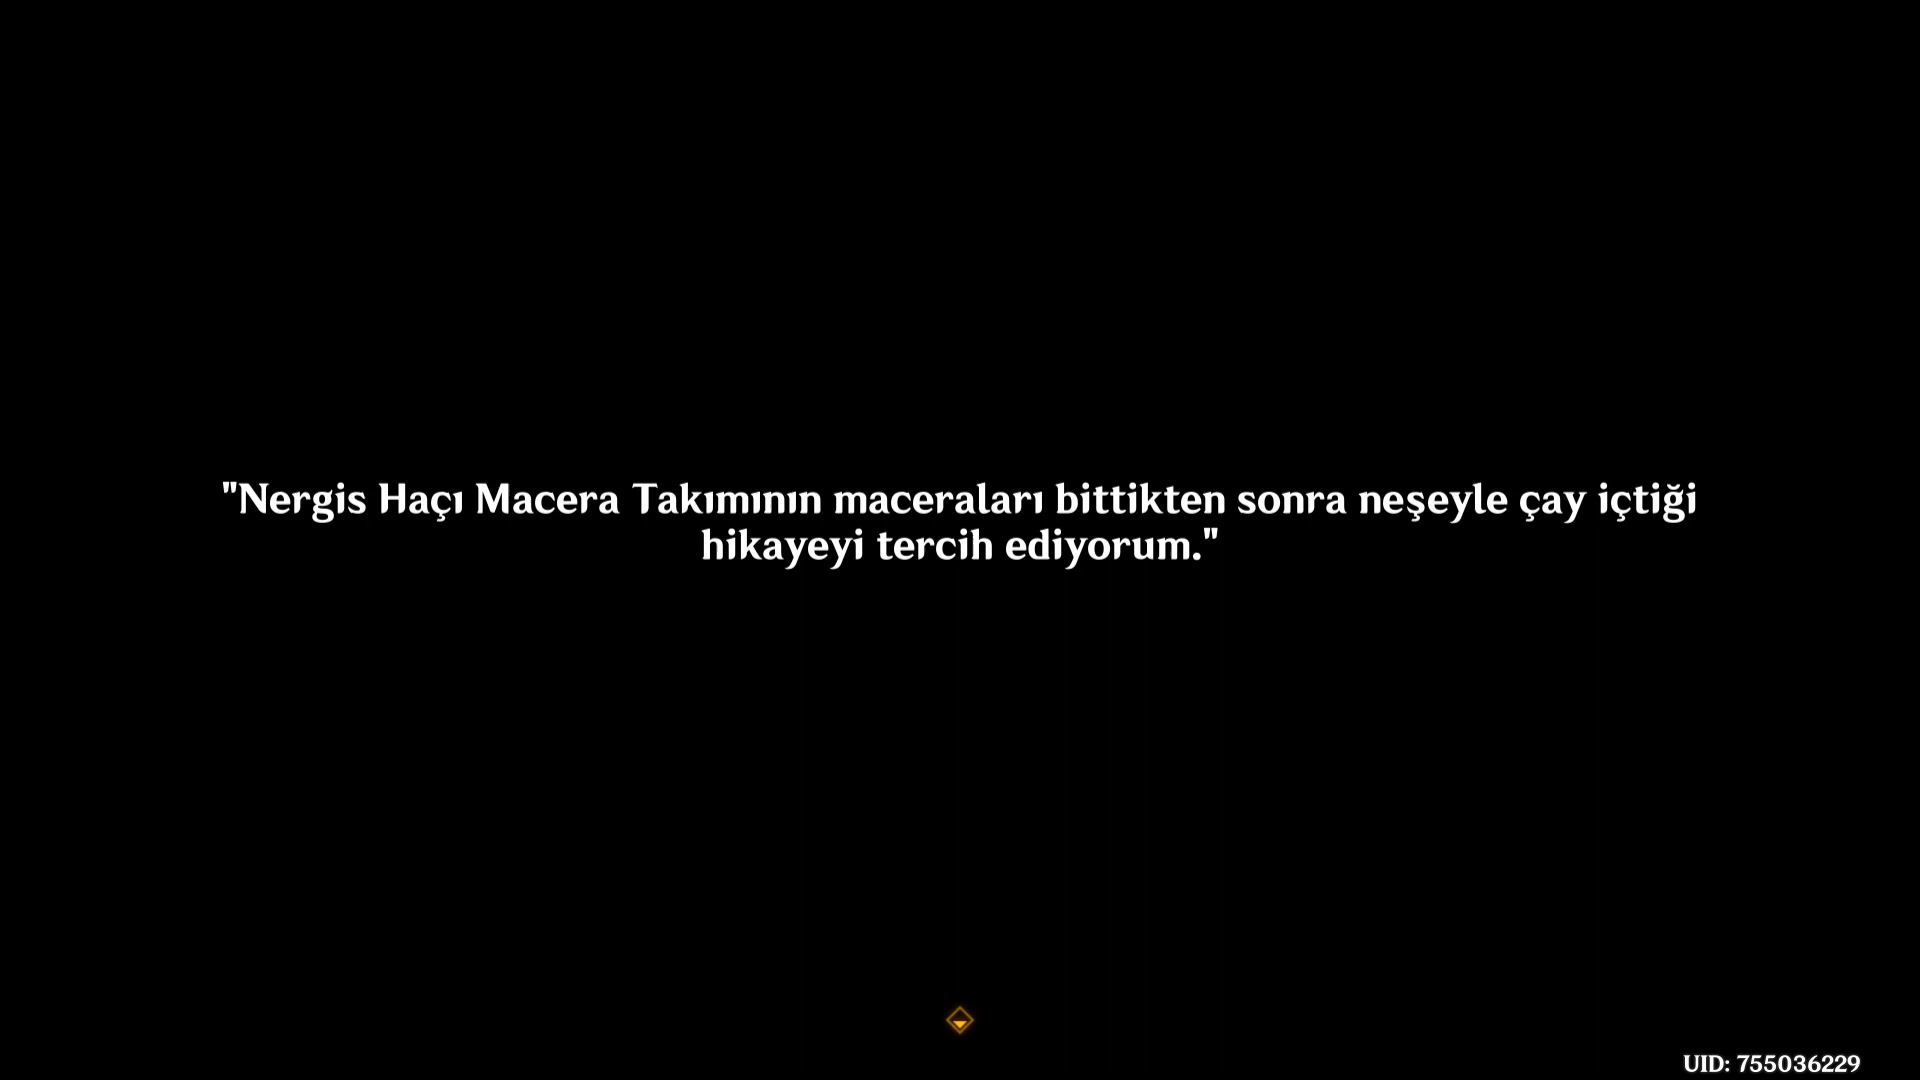 "Nergis Haçı Macera Takımının maceraları bittikten sonra neşeyle çay içtiği
hikayeyi tercih ediyorum."
UID: 755036229